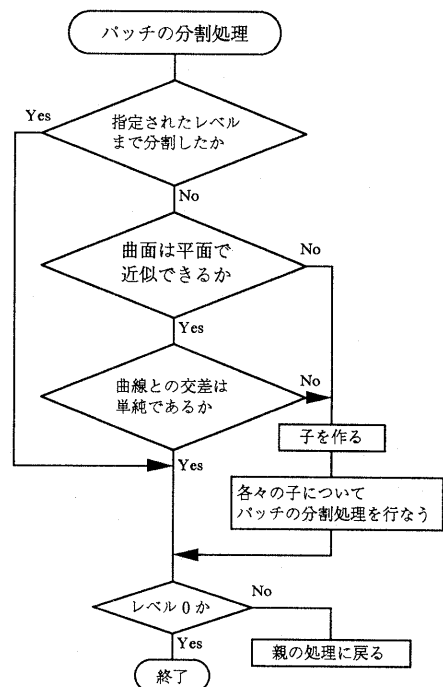 パッチの分割処理
Yes
指定されたレベル
まで分割したか
No
曲面は平面で
近似できるか
No
Yes
曲線との交差は
単純であるか
No
子を作る
Yes
各々の子について
パッチの分割処理を行なう
レベル0か
No
Yes
親の処理に戻る
終了